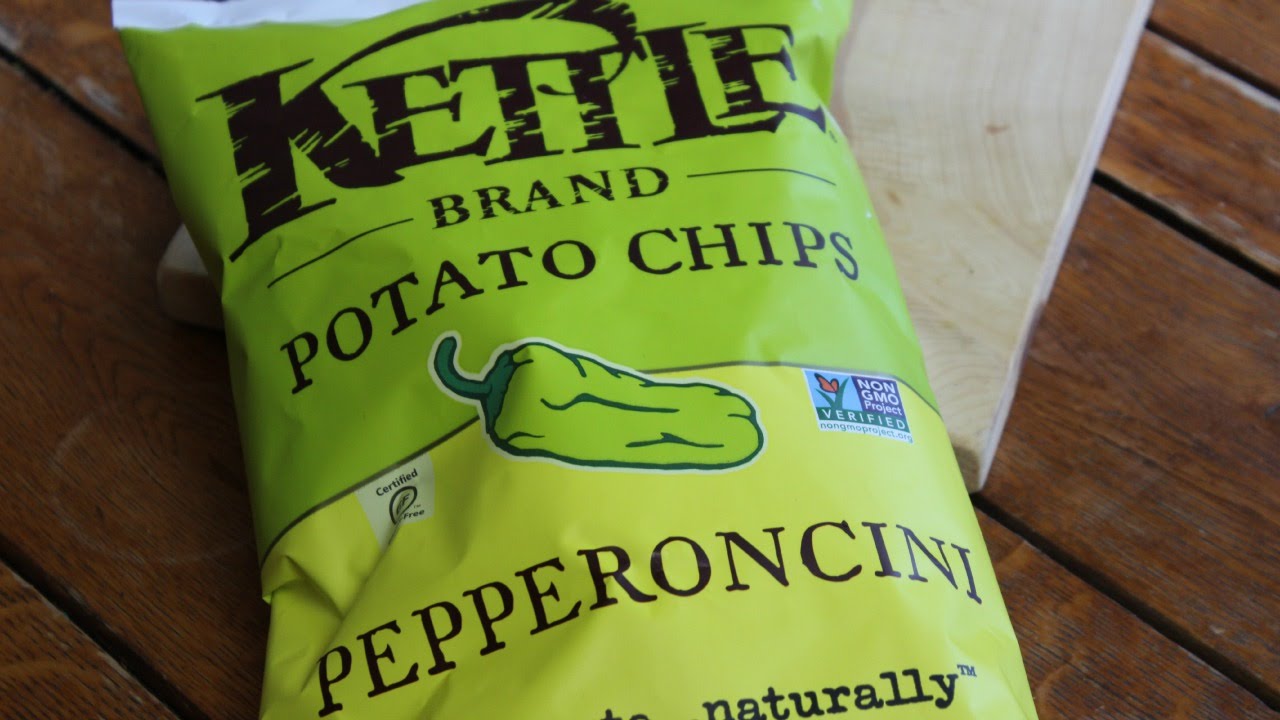 KETTLE
BRAND
POTATO CHIPS
NON
GMO
Project
VERIFIED
nongmoproject.org
Certified
Free
PEPPERONCINI
naturally™